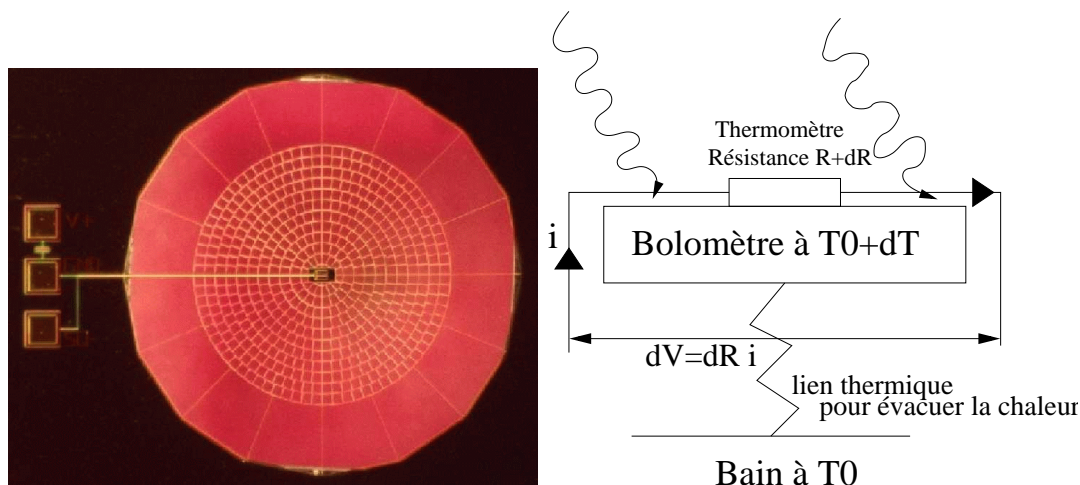 V+
Thermomètre
Résistance R+dR
i
Bolomètre à T0+dT
dV=dR i
lien thermique
pour évacuer la chaleur
Bain à T0